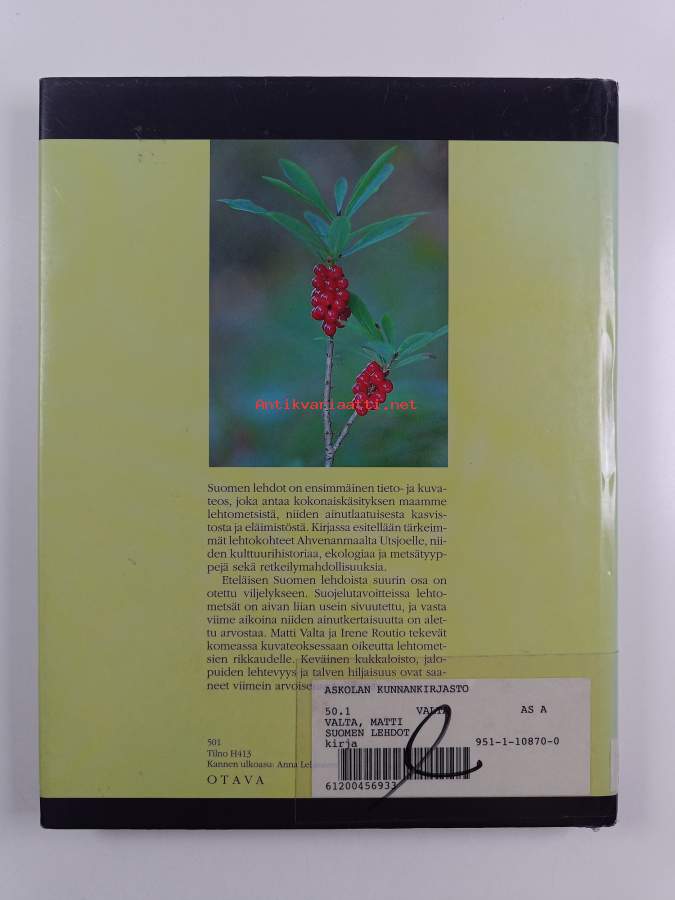 Antikvariaatti.net
Suomen lehdot on ensimmäinen tieto- ja kuva-
teos, joka antaa kokonaiskäsityksen maamme
lehtometsistä, niiden ainutlaatuisesta kasvis-
tosta ja eläimistöstä. Kirjassa esitellään tärkeim-
mät lehtokohteet Ahvenanmaalta Utsjoelle, nii-
den kulttuurihistoriaa, ekologiaa ja metsätyyp-
pejä sekä retkeilymahdollisuuksia.
Eteläisen Suomen lehdoista suurin osa on
otettu viljelykseen. Suojelutavoitteissa lehto-
metsät on aivan liian usein sivuutettu, ja vasta
viime aikoina niiden ainutkertaisuutta on alet-
tu arvostaa. Matti Valta ja Irene Routio tekevät
komeassa kuvateoksessaan oikeutta lehtomet-
sien rikkaudelle. Keväinen kukkaloisto, jalo-
puiden lehtevyys ja talven hiljaisuus ovat saa-
neet viimein
ASKOLAN KUNNANKIRJASTO
50.1 VALTA AS A
VALTA, MATTI
SUOMEN LEHDOT
kirja 951-1-10870-0
61200456933
501
Tilno H413
Kannen ulkoasu: Anna
OTAVA